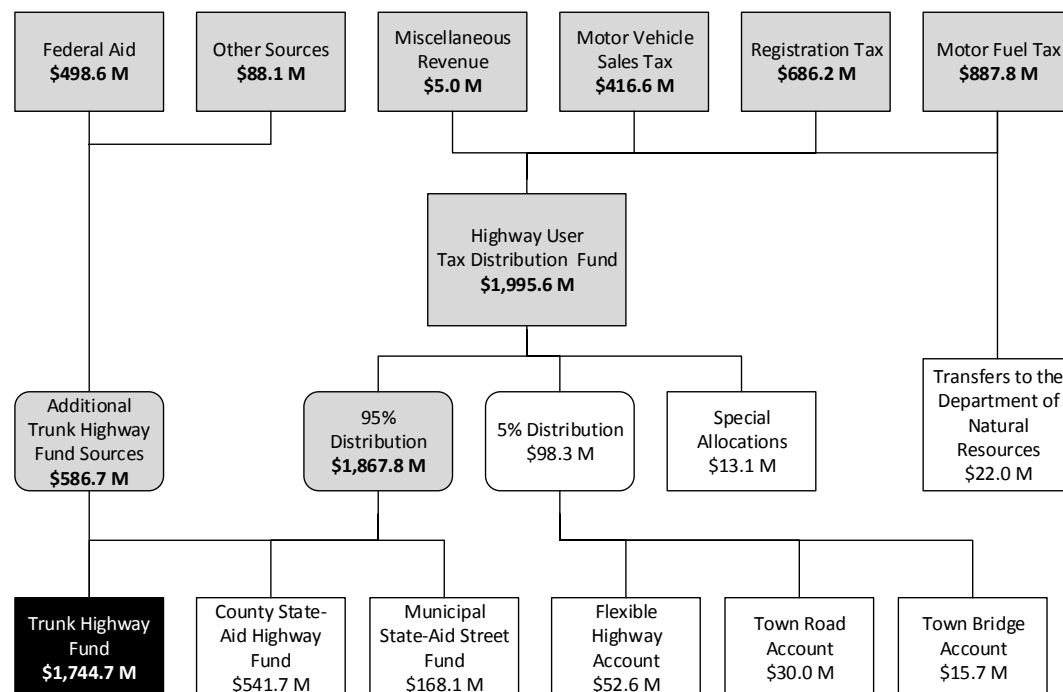 Federal Aid
$498.6 M
Other Sources
$88.1 M
Miscellaneous
Revenue
$5.0 M
Motor Vehicle
Sales Tax
$416.6 M
Registration Tax
$686.2 M
Motor Fuel Tax
$887.8 M
Highway User
Tax Distribution Fund
$1,995.6 M
Additional
Trunk Highway
Fund Sources
$586.7 M
95%
Distribution
$1,867.8 M
5% Distribution
$98.3 M
Special
Allocations
$13.1 M
Transfers to the
Department of
Natural
Resources
$22.0 M
Trunk Highway
Fund
$1,744.7 M
County State-
Aid Highway
Fund
$541.7 M
Municipal
State-Aid Street
Fund
$168.1 M
Flexible
Highway
Account
$52.6 M
Town Road
Account
$30.0 M
Town Bridge
Account
$15.7 M